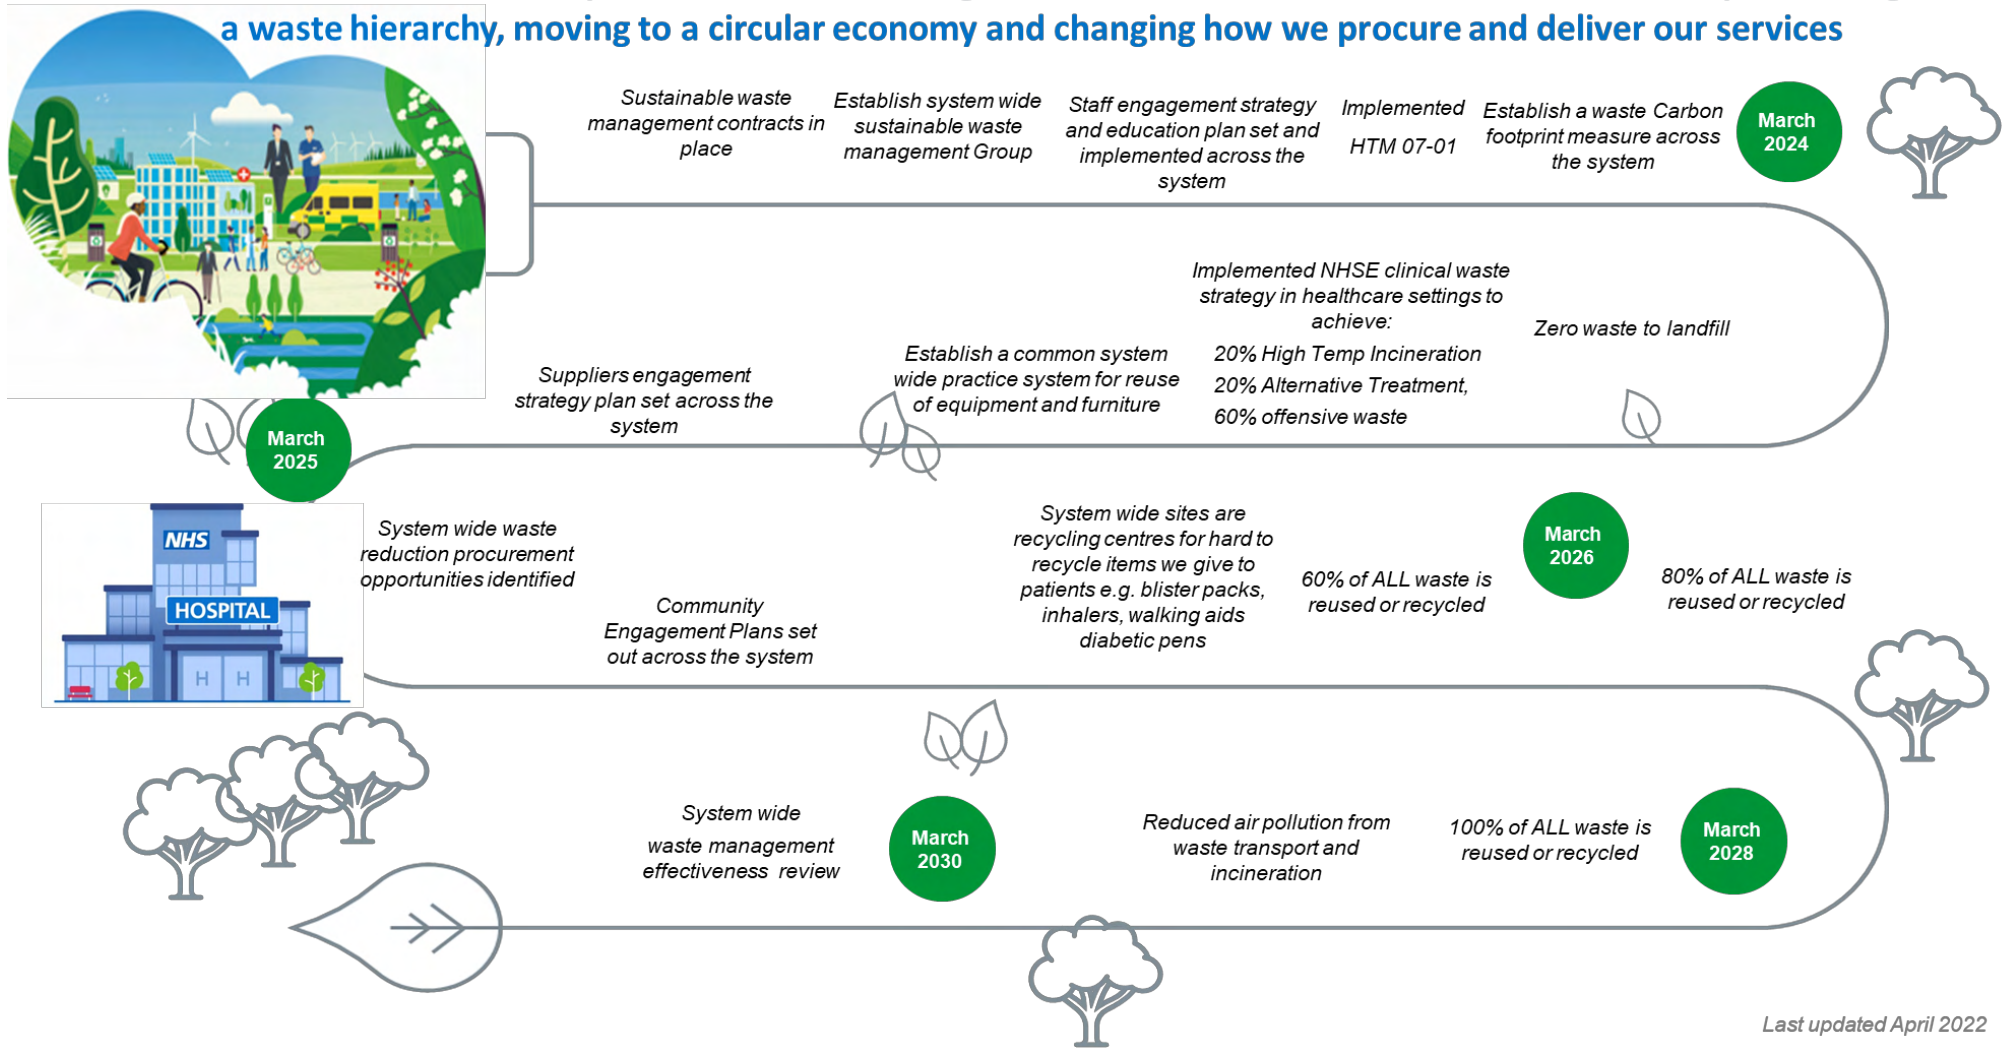 a waste hierarchy, moving to a circular economy and changing how we procure and deliver our services
Sustainable waste
management contracts in
place
Establish system wide
sustainable waste
management Group
Staff engagement strategy
and education plan set and
implemented across the
system
Implemented
HTM 07-01
Establish a waste Carbon
footprint measure across
the system
March
2024
Zero waste to landfill
Implemented NHSE clinical waste
strategy in healthcare settings to
achieve:
20% High Temp Incineration
20% Alternative Treatment,
60% offensive waste
Establish a common system
wide practice system for reuse
of equipment and furniture
Suppliers engagement
strategy plan set across the
system
March
2025
NHS
HOSPITAL
H H
System wide waste
reduction procurement
opportunities identified
Community
Engagement Plans set
out across the system
System wide sites are
recycling centres for hard to
recycle items we give to
patients e.g. blister packs,
inhalers, walking aids
diabetic pens
60% of ALL waste is
reused or recycled
March
2026
80% of ALL waste is
reused or recycled
March
2028
100% of ALL waste is
reused or recycled
Reduced air pollution from
waste transport and
incineration
March
2030
System wide
waste management
effectiveness review
Last updated April 2022